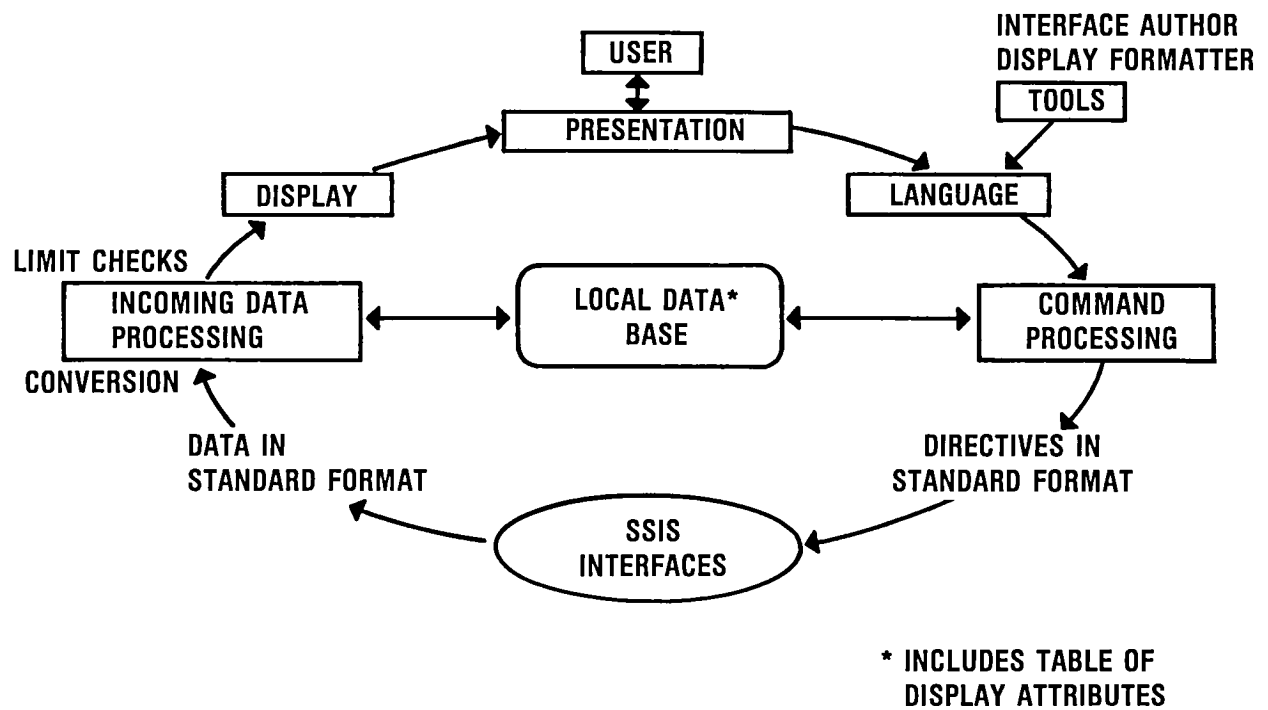 INTERFACE AUTHOR
DISPLAY FORMATTER
USER
TOOLS
PRESENTATION
DISPLAY
LANGUAGE
LIMIT CHECKS
INCOMING DATA
PROCESSING
CONVERSION
LOCAL DATA*
BASE
COMMAND
PROCESSING
DATA IN
STANDARD FORMAT
DIRECTIVES IN
STANDARD FORMAT
SSIS
INTERFACES
* INCLUDES TABLE OF
DISPLAY ATTRIBUTES